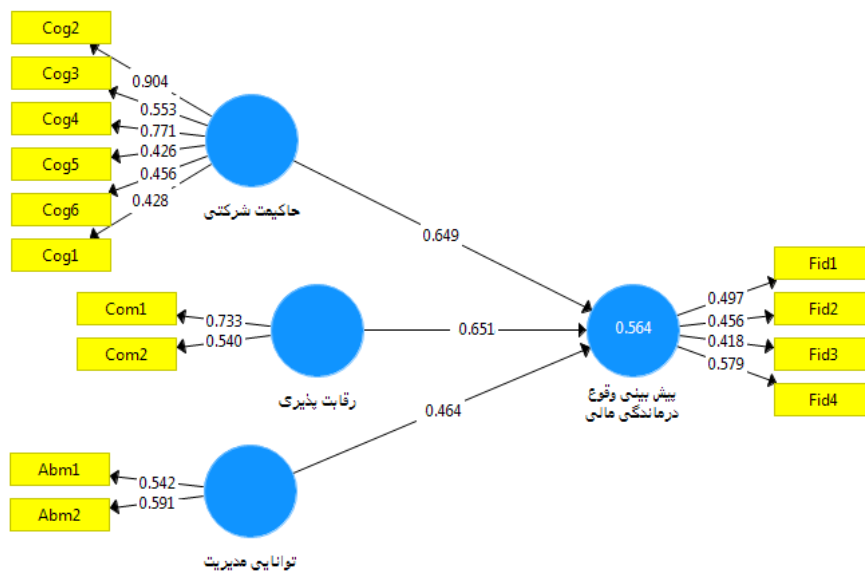 Cog2
Cog3
Cog4
Cog5
Cog6
Cog1
0.904
0.553
0.771
0.426
0.456
0.428
حاکیمت شرکتی
0.649
Com1
Com2
0.733
0.540
رقابت پذیری
0.651
Abm1
Abm2
0.542
0.591
توانایی مدیریت
0.464
0.564
پیش بینی وقوع
درماندگی مالی
0.497
0.456
0.418
0.579
Fid1
Fid2
Fid3
Fid4